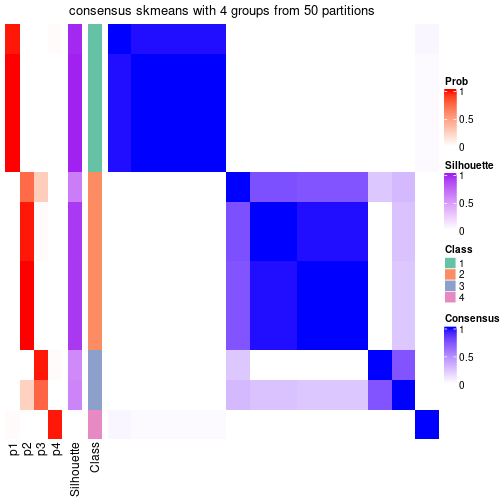 consensus skmeans with 4 groups from 50 partitions
Prob
1
0.5
0
Silhouette
1
0.5
0
Class
1
2
3
4
Consensus
1
0.5
0
p1
p2
p3
p4
Silhouette
Class